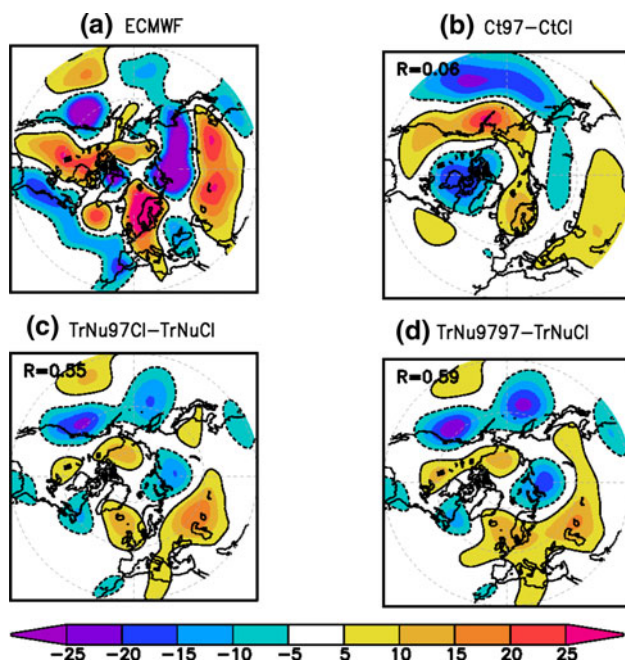 (a) ECMWF
(b) Ct97-CtCl
R=0.06
(c) TrNu97Cl-TrNuCl
(d) TrNu9797-TrNuCl
R=0.55
R=0.59
-25 -20 -15 -10 -5 5 10 15 20 25